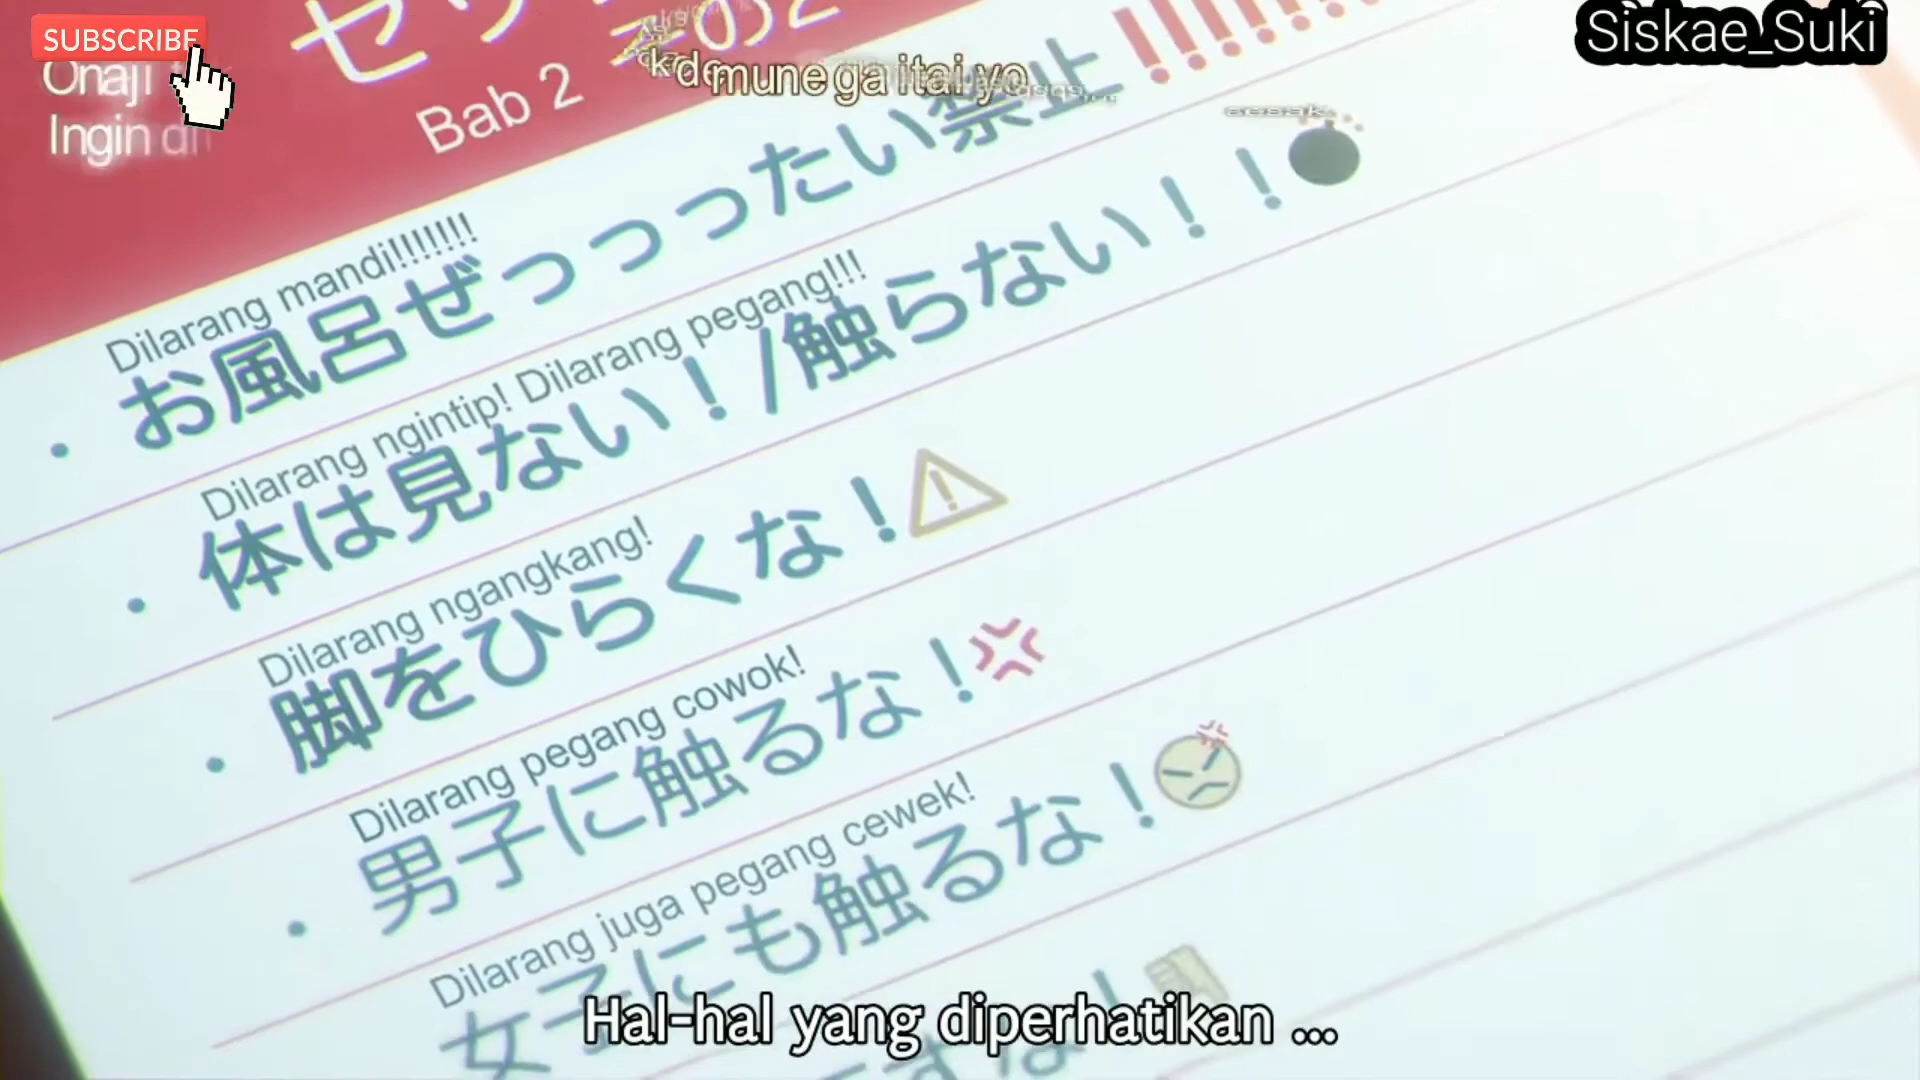 SUBSCRIBE
Siskae_Suki
Onaji
Ingin
mune ga itai yo
Bab 2
Dilarang mandi!!!!!!!
・お風呂ぜっっったい禁止!!!!!!!
Dilarang ngintip! Dilarang pegang!!!
・体は見ない！/触らない！！
Dilarang ngangkang!
・脚をひらくな！
Dilarang pegang cowok!
・男子に触るな！
Dilarang juga pegang cewek!
女子にも触るな！
Hal-hal yang diperhatikan ...